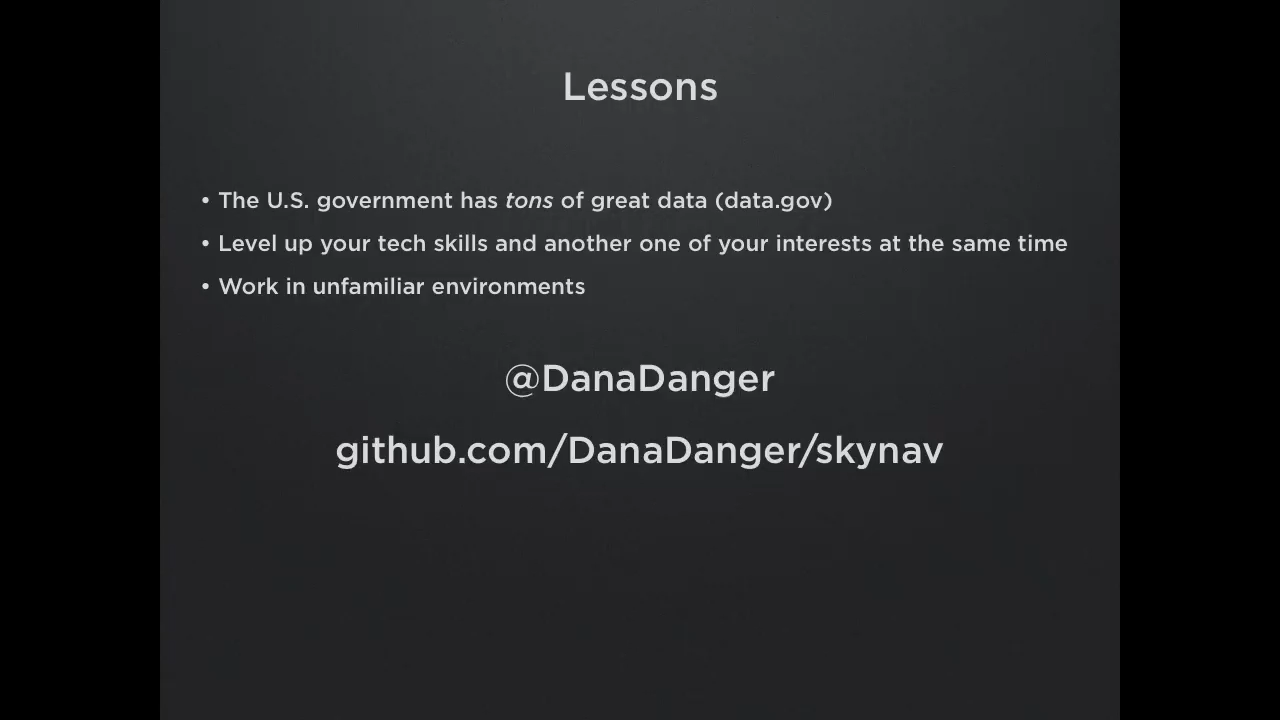 Lessons
• The U.S. government has tons of great data (data.gov)
• Level up your tech skills and another one of your interests at the same time
• Work in unfamiliar environments
@DanaDanger
github.com/DanaDanger/skynav